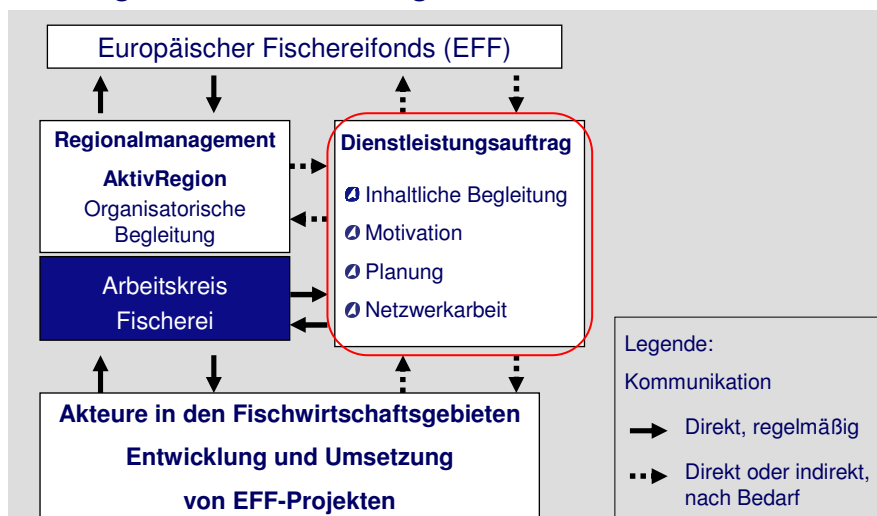 Europäischer Fischereifonds (EFF)
Regionalmanagement
AktivRegion
Organisatorische
Begleitung
Arbeitskreis
Fischerei
Dienstleistungsauftrag
Inhaltliche Begleitung
Motivation
Planung
Netzwerkarbeit
Akteure in den Fischwirtschaftsgebieten
Entwicklung und Umsetzung
von EFF-Projekten
Legende:
Kommunikation
Direkt, regelmäßig
Direkt oder indirekt,
nach Bedarf